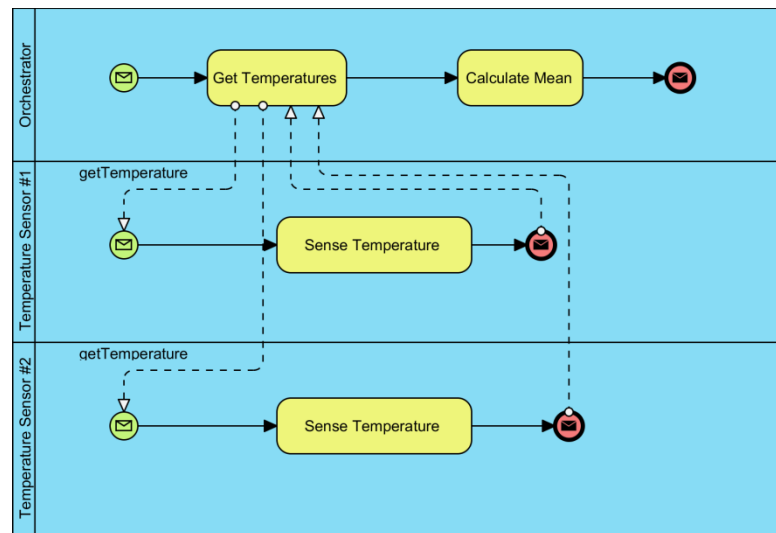 Orchestrator
Get Temperatures
Calculate Mean
Temperature Sensor #1
getTemperature
Sense Temperature
Temperature Sensor #2
getTemperature
Sense Temperature